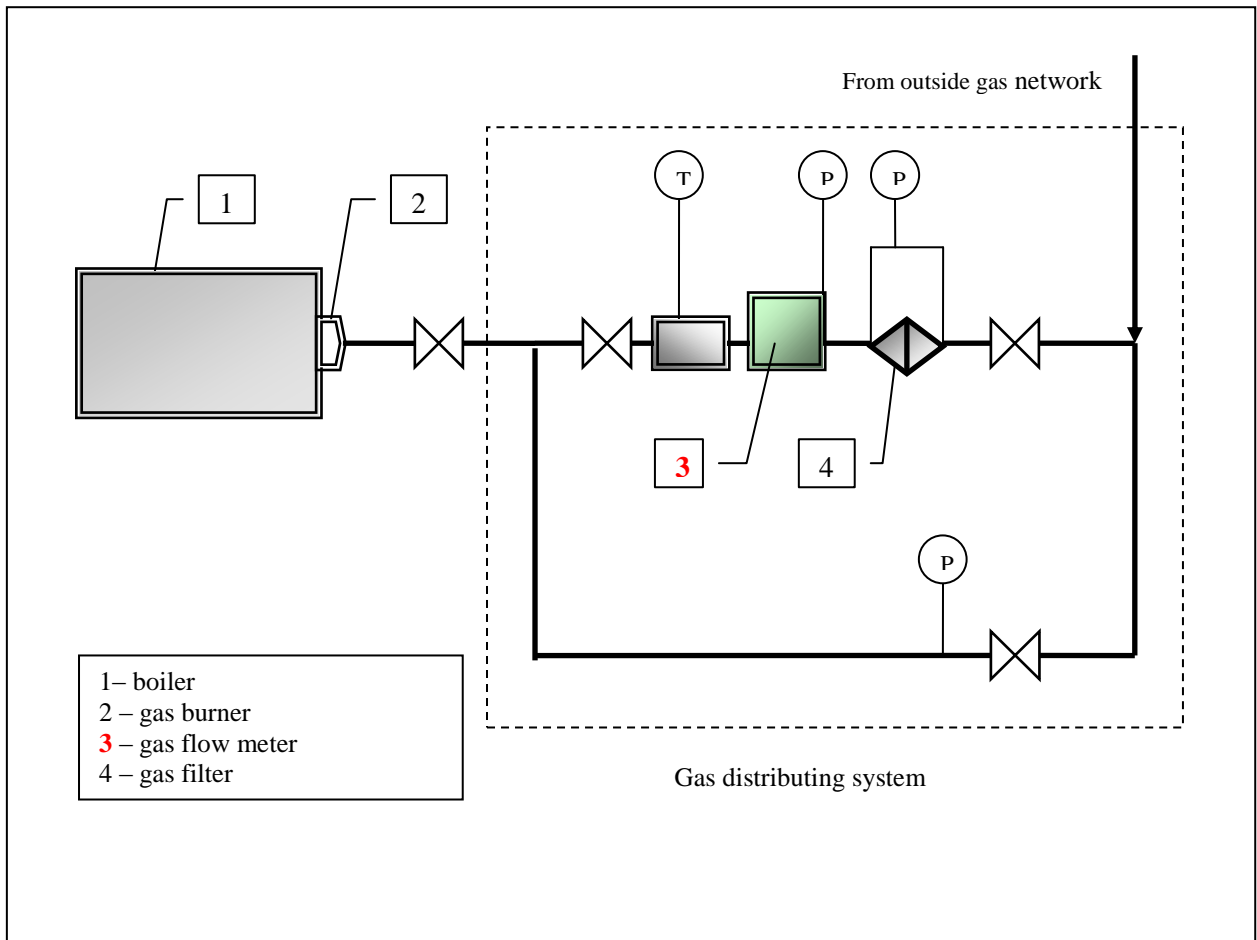 From outside gas network
T
P
P
1
2
3
4
P
1– boiler
2 – gas burner
3 – gas flow meter
4 – gas filter
Gas distributing system